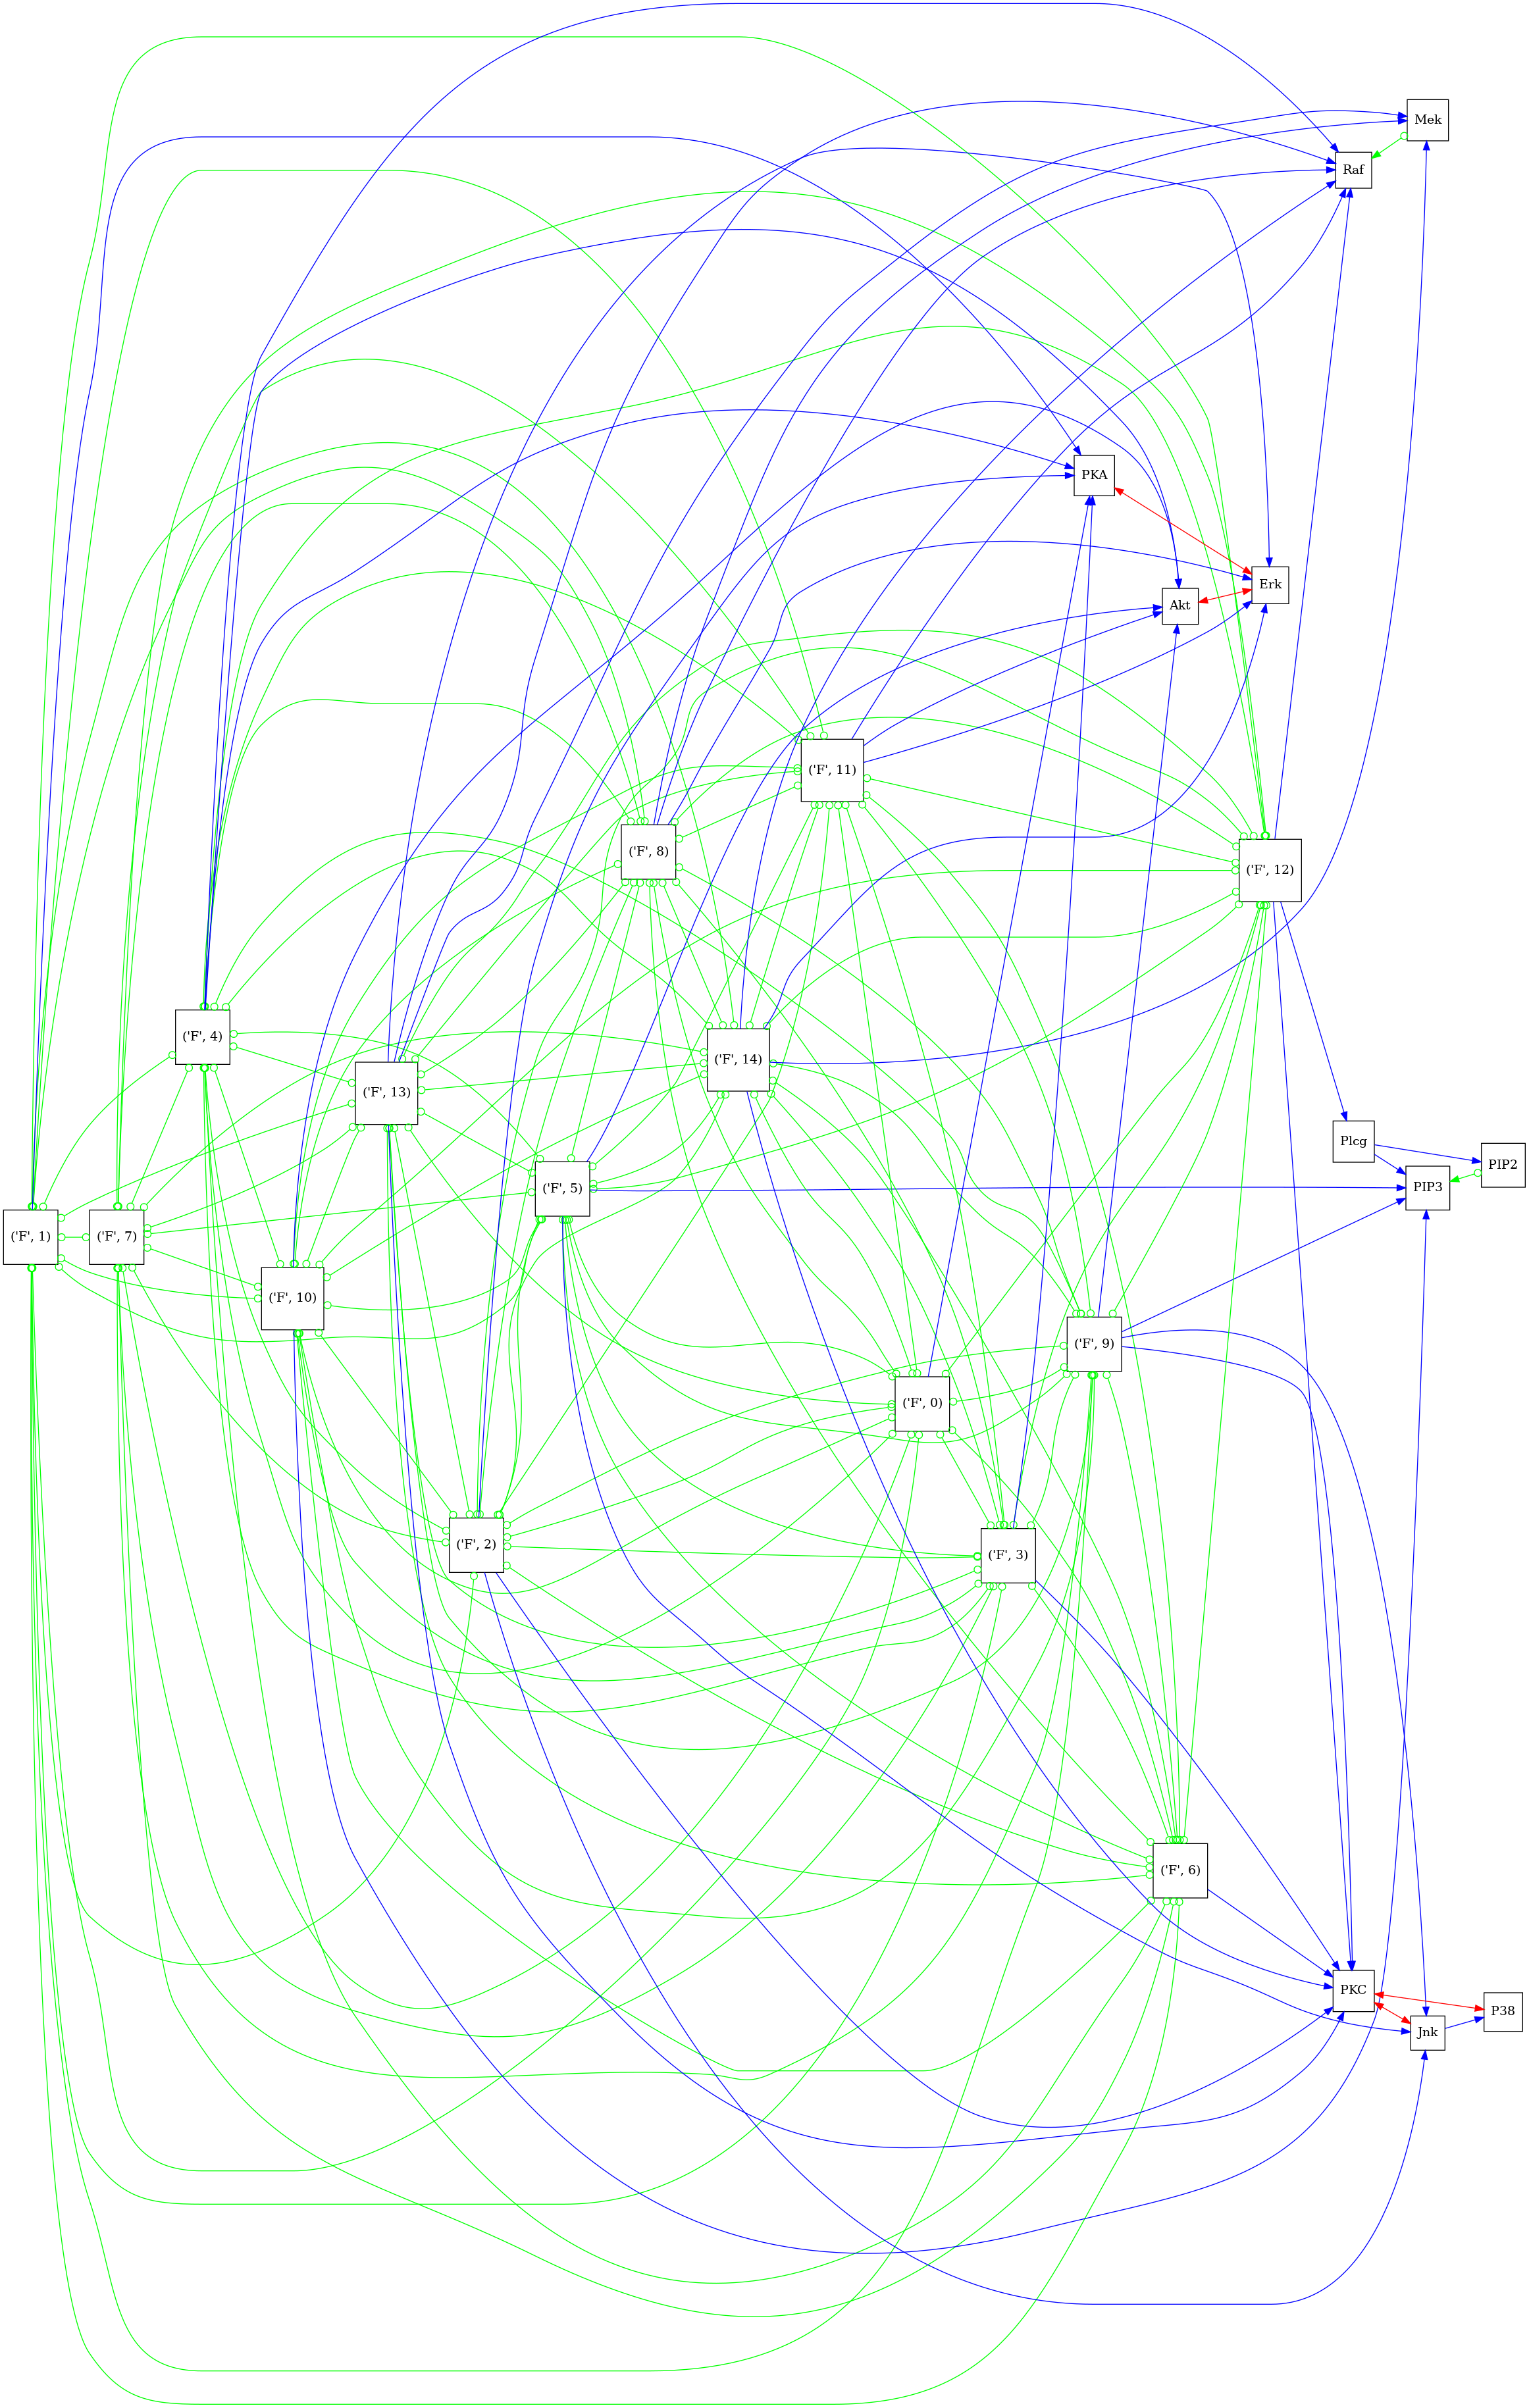 Mek
Raf
PKA
Erk
Akt
('F', 11)
('F', 8)
('F', 12)
('F', 4)
('F', 14)
('F', 13)
Plcg
PIP2
('F', 5)
PIP3
('F', 1)
('F', 7)
('F', 10)
('F', 9)
('F', 0)
('F', 2)
('F', 3)
('F', 6)
PKC
P38
Jnk